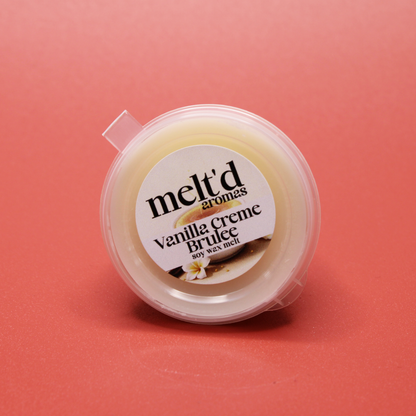 melt'd
aromas
Vanilla Creme
Brulee
soy wax melt